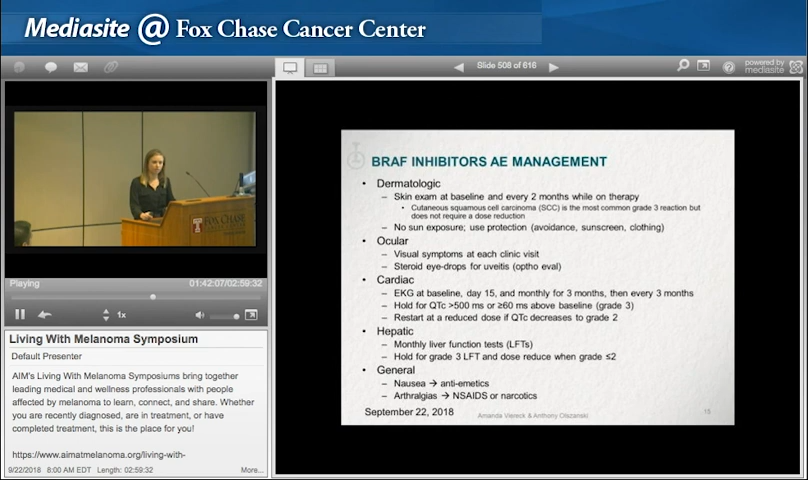 Mediasite @ Fox Chase Cancer Center
Slide 508 of 616
powered by
mediasite
FOX CHASE
Playing
01:42:07/02:59:32
1x
Living With Melanoma Symposium
Default Presenter
AIM's Living With Melanoma Symposiums bring together
leading medical and wellness professionals with people
affected by melanoma to learn, connect, and share. Whether
you are recently diagnosed, are in treatment, or have
completed treatment, this is the place for you!
https://www.aimatmelanoma.org/living-with-
9/22/2018 8:00 AM EDT Length: 02:59:32
More...
BRAF INHIBITORS AE MANAGEMENT
• Dermatologic
– Skin exam at baseline and every 2 months while on therapy
• Cutaneous squamous cell carcinoma (SCC) is the most common grade 3 reaction but
does not require a dose reduction
– No sun exposure; use protection (avoidance, sunscreen, clothing)
• Ocular
– Visual symptoms at each clinic visit
– Steroid eye-drops for uveitis (optho eval)
• Cardiac
– EKG at baseline, day 15, and monthly for 3 months, then every 3 months
– Hold for QTc >500 ms or ≥60 ms above baseline (grade 3)
– Restart at a reduced dose if QTc decreases to grade 2
• Hepatic
– Monthly liver function tests (LFTs)
– Hold for grade 3 LFT and dose reduce when grade ≤2
• General
– Nausea → anti-emetics
– Arthralgias → NSAIDS or narcotics
September 22, 2018
Amanda Viereck & Anthony Olszanski
15